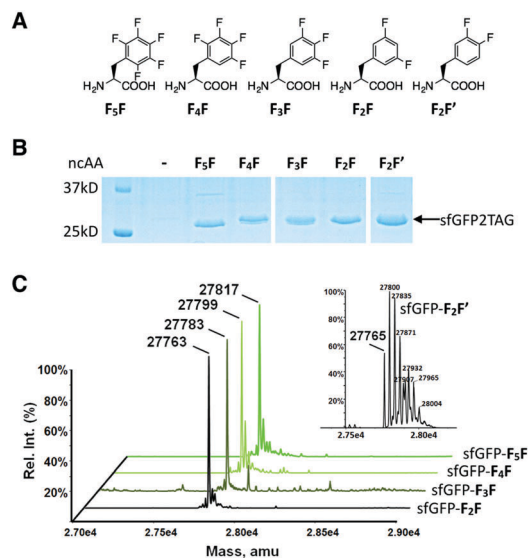 A
F
F
F
F
F
H₂N
COOH
F₅F
F
F
F
F
H₂N
COOH
F₄F
F
F
F
H₂N
COOH
F₃F
F
F
H₂N
COOH
F₂F
F
F
H₂N
COOH
F₂F'
B
ncAA - F₅F F₄F F₃F F₂F F₂F'
37kD
25kD
sfGFP2TAG
C
27817
27799
27783
27763
100%
80%
60%
40%
20%
Rel. Int. (%)
2.70e4 2.75e4 2.80e4 2.85e4 2.90e4
Mass, amu
sfGFP-F₅F
sfGFP-F₄F
sfGFP-F₃F
sfGFP-F₂F
100%
80%
60%
40%
20%
27800
27835
sfGFP-F₂F'
27871
27765
27932
27907
27965
28004
2.75e4 2.80e4